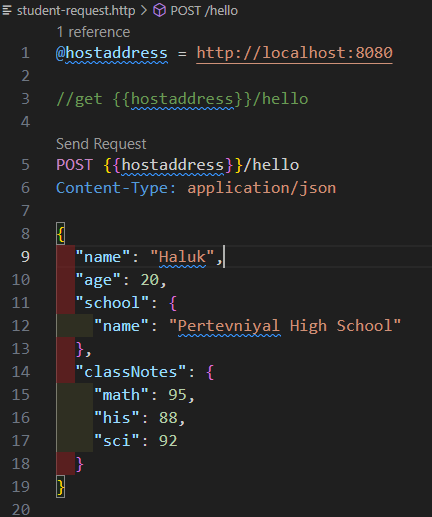 student-request.http > POST /hello
1 reference
1 @hostaddress = http://localhost:8080
2
3 //get {{hostaddress}}/hello
4
Send Request
5 POST {{hostaddress}}/hello
6 Content-Type: application/json
7
8 {
9 "name": "Haluk",
10 "age": 20,
11 "school": {
12 "name": "Pertevniyal High School"
13 },
14 "classNotes": {
15 "math": 95,
16 "his": 88,
17 "sci": 92
18 }
19 }
20